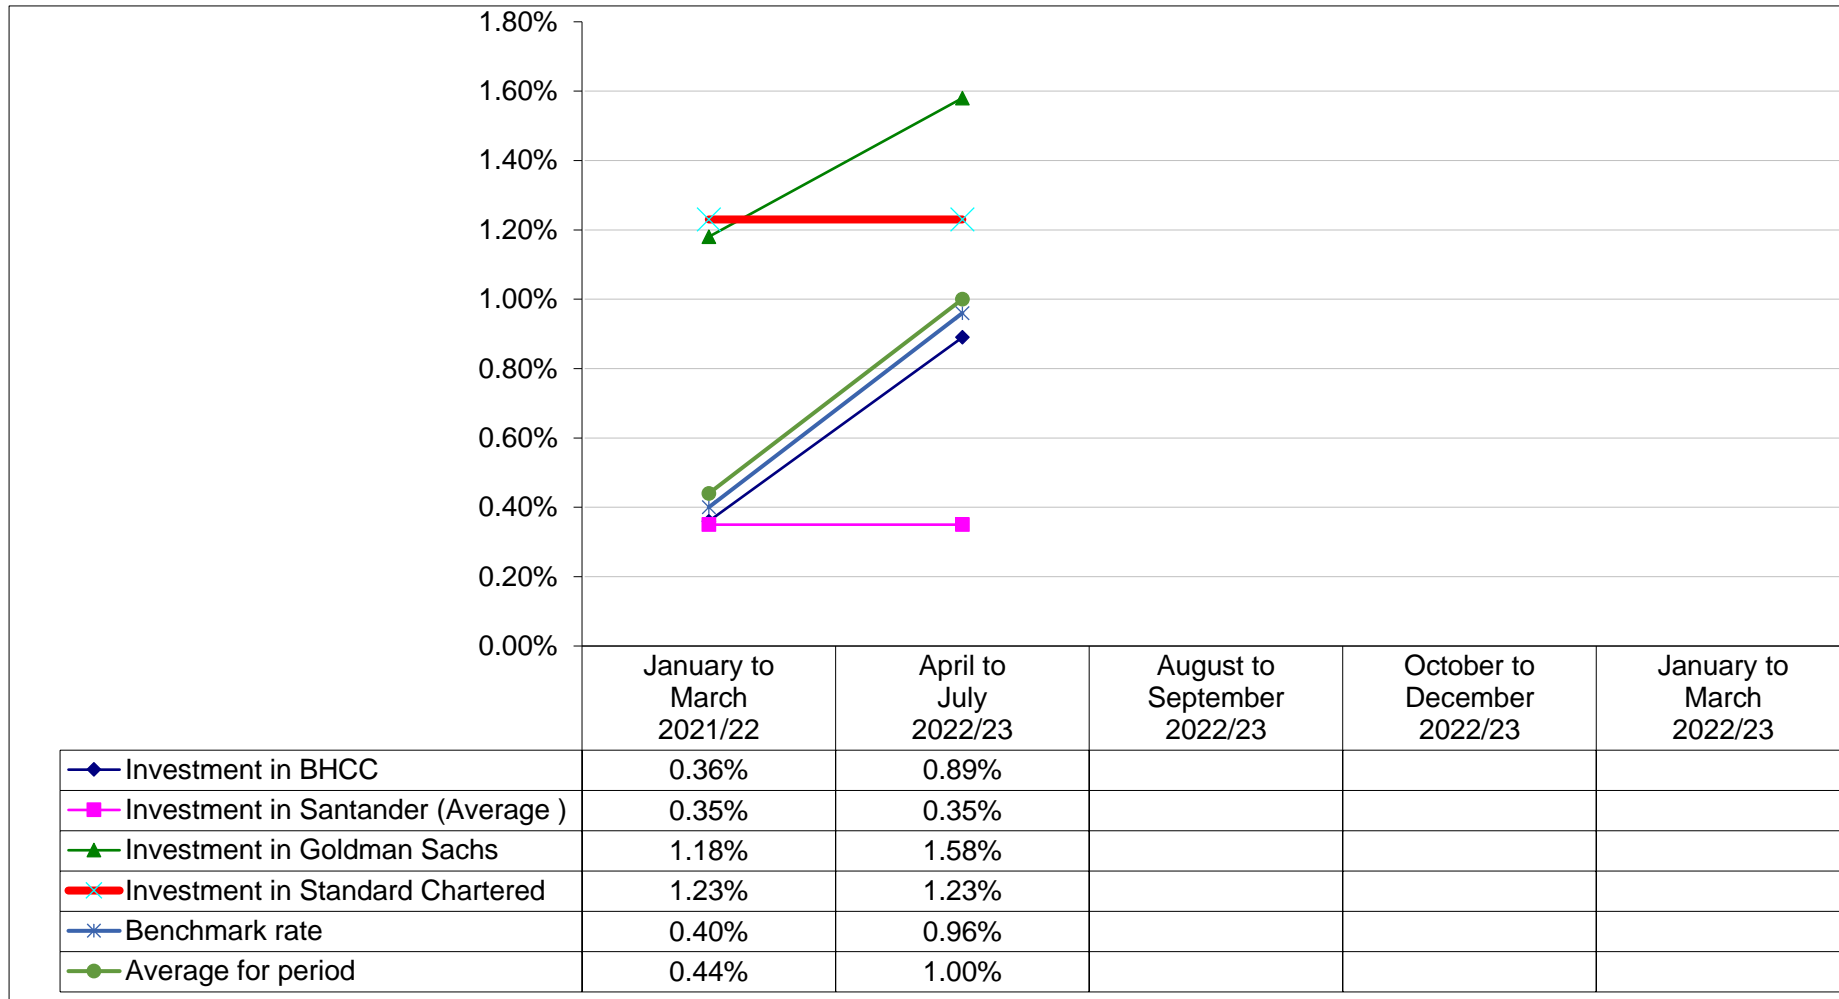 1.80%
1.60%
1.40%
1.20%
1.00%
0.80%
0.60%
0.40%
0.20%
0.00%
January to
March
2021/22
April to
July
2022/23
August to
September
2022/23
October to
December
2022/23
January to
March
2022/23
Investment in BHCC 0.36% 0.89%
Investment in Santander (Average ) 0.35% 0.35%
Investment in Goldman Sachs 1.18% 1.58%
Investment in Standard Chartered 1.23% 1.23%
Benchmark rate 0.40% 0.96%
Average for period 0.44% 1.00%